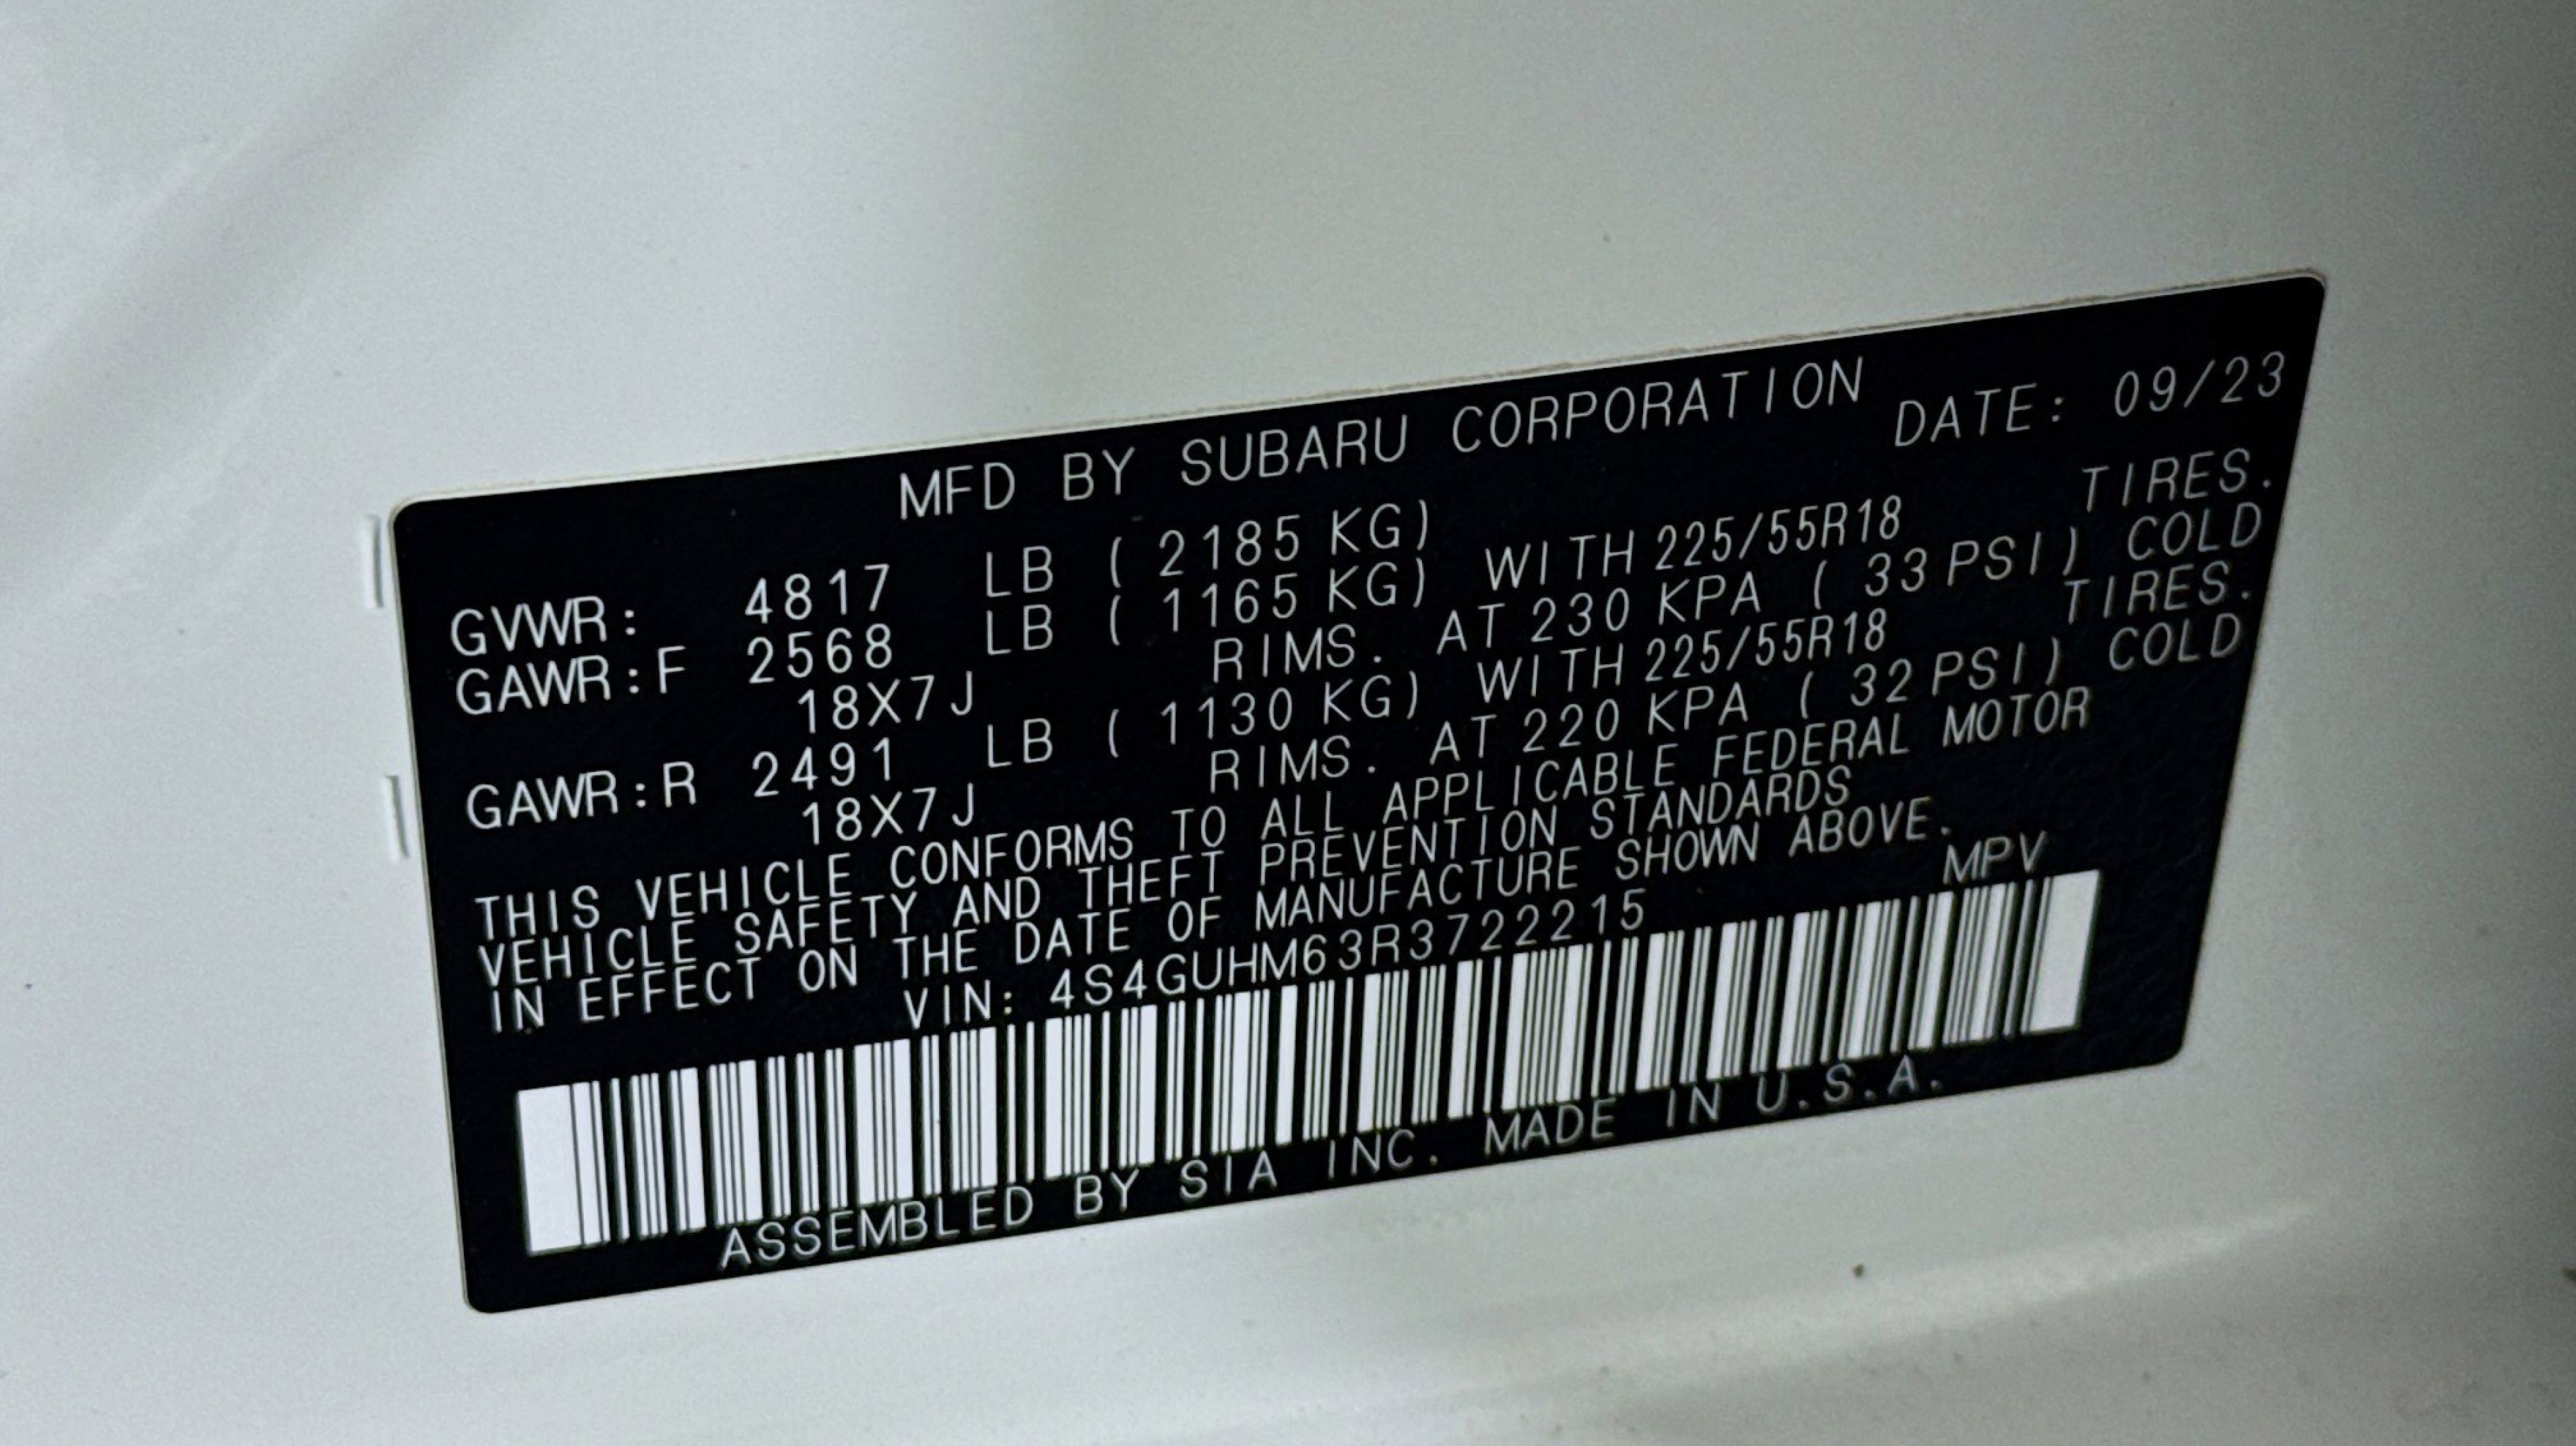 MFD BY SUBARU CORPORATION
DATE: 09/23
GVWR: 4817 LB ( 2185 KG)
GAWR:F 2568 LB ( 1165 KG) WITH 225/55R18 TIRES.
18X7J RIMS. AT 230 KPA ( 33 PSI) COLD
GAWR:R 2491 LB ( 1130 KG) WITH 225/55R18 TIRES.
18X7J RIMS. AT 220 KPA ( 32 PSI) COLD
THIS VEHICLE CONFORMS TO ALL APPLICABLE FEDERAL MOTOR
VEHICLE SAFETY AND THEFT PREVENTION STANDARDS
IN EFFECT ON THE DATE OF MANUFACTURE SHOWN ABOVE.
VIN: 4S4GUHM63R3722215 MPV
ASSEMBLED BY SIA INC. MADE IN U.S.A.